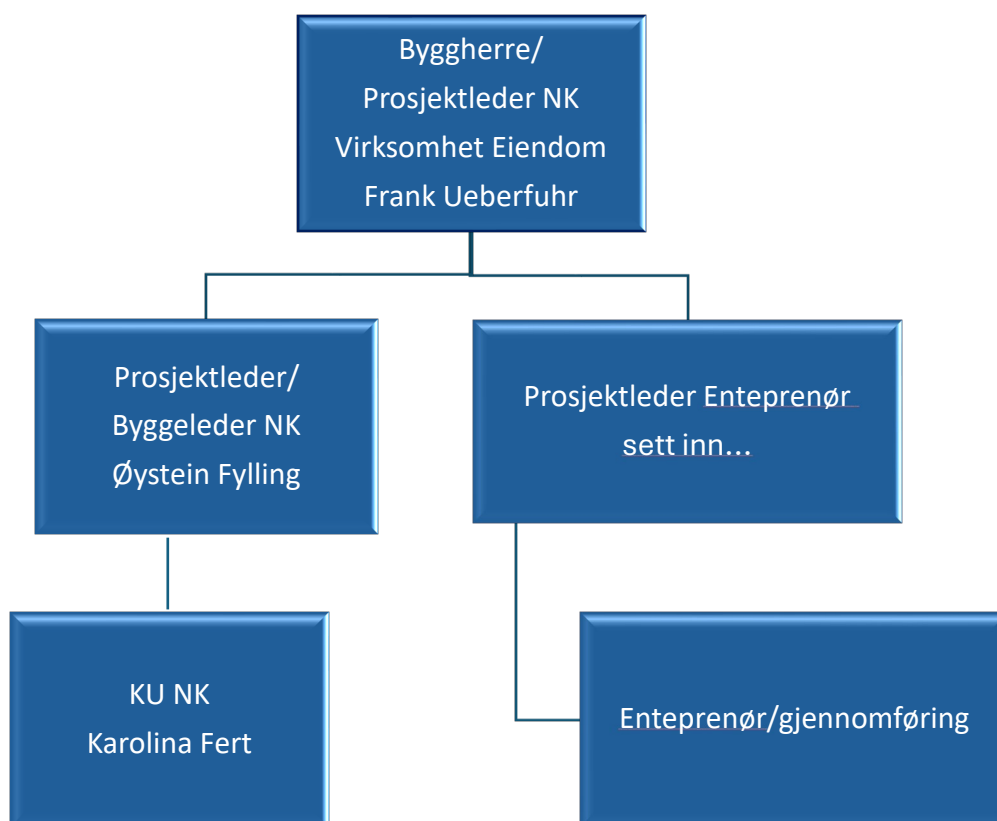 Byggherre/
Prosjektleder NK
Virksomhet Eiendom
Frank Ueberfuhr
Prosjektleder/
Byggeleder NK
Øystein Fylling
Prosjektleder Enteprenør
sett inn...
KU NK
Karolina Fert
Enteprenør/gjennomføring